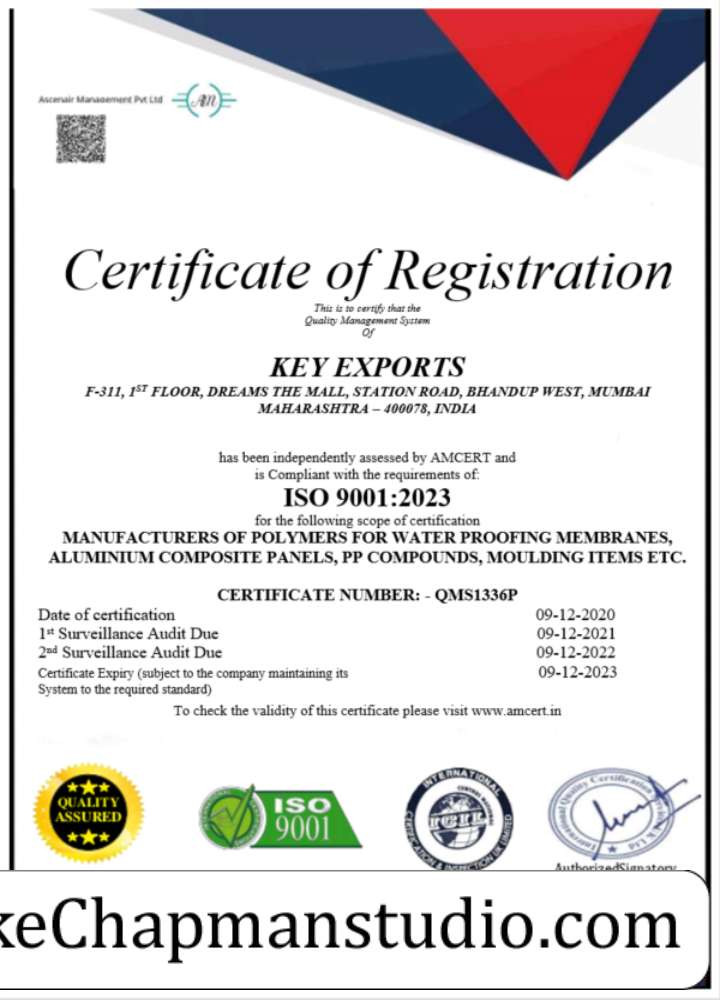 Ascenair Management Pvt Ltd
AM
Certificate of Registration
This is to certify that the
Quality Management System
Of
KEY EXPORTS
F-311, 1ST FLOOR, DREAMS THE MALL, STATION ROAD, BHANDUP WEST, MUMBAI
MAHARASHTRA – 400078, INDIA
has been independently assessed by AMCERT and
is Compliant with the requirements of:
ISO 9001:2023
for the following scope of certification
MANUFACTURERS OF POLYMERS FOR WATER PROOFING MEMBRANES,
ALUMINIUM COMPOSITE PANELS, PP COMPOUNDS, MOULDING ITEMS ETC.
CERTIFICATE NUMBER: - QMS1336P
Date of certification 09-12-2020
1st Surveillance Audit Due 09-12-2021
2nd Surveillance Audit Due 09-12-2022
Certificate Expiry (subject to the company maintaining its 09-12-2023
System to the required standard)
To check the validity of this certificate please visit www.amcert.in
QUALITY
ASSURED
ISO
9001
INTERNATIONAL
CERTIFICATION & INSPECTION UK LIMITED
International Quality Certification
AuthorizedSignatory
keChapmanstudio.com